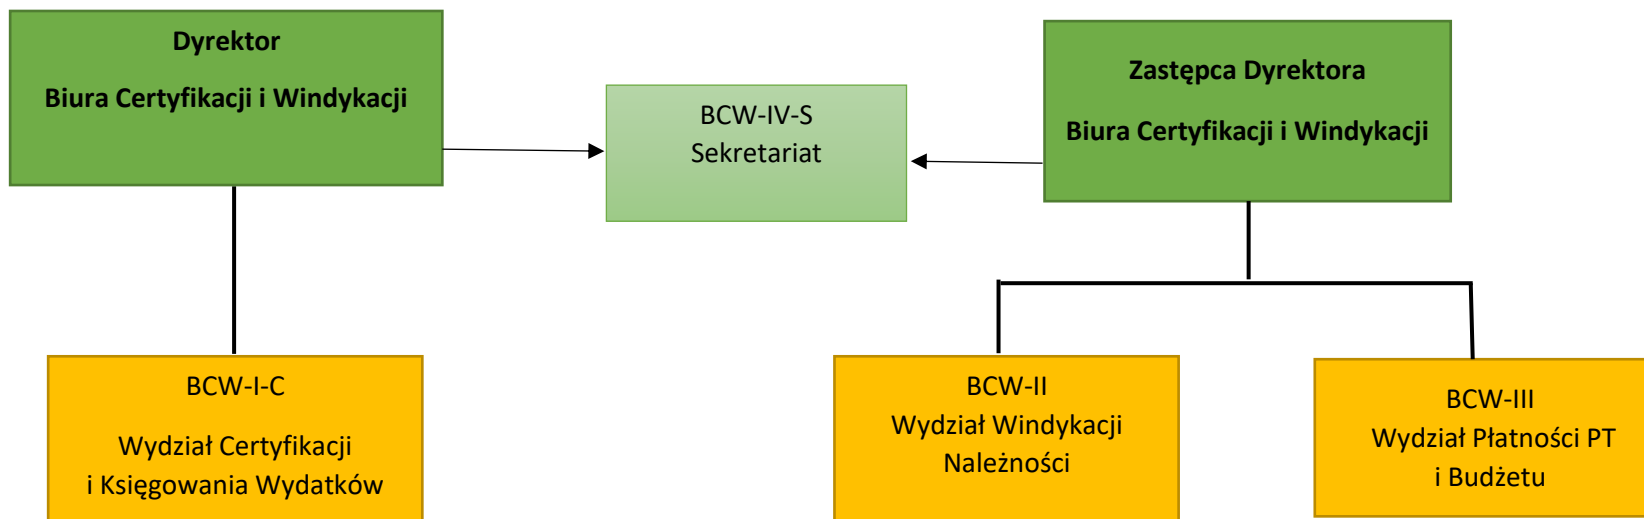 Dyrektor
Biura Certyfikacji i Windykacji
BCW-IV-S
Sekretariat
Zastępca Dyrektora
Biura Certyfikacji i Windykacji
BCW-I-C
Wydział Certyfikacji
i Księgowania Wydatków
BCW-II
Wydział Windykacji
Należności
BCW-III
Wydział Płatności PT
i Budżetu